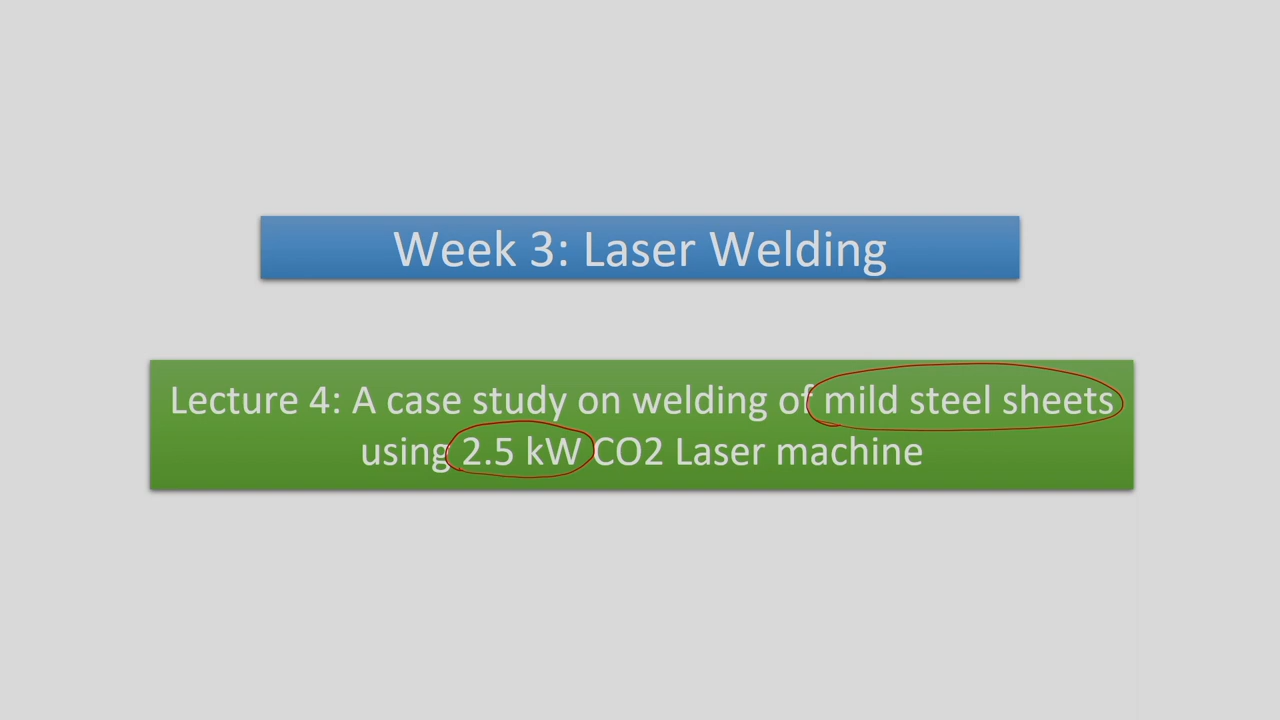 Week 3: Laser Welding
Lecture 4: A case study on welding of mild steel sheets
using 2.5 kW CO2 Laser machine